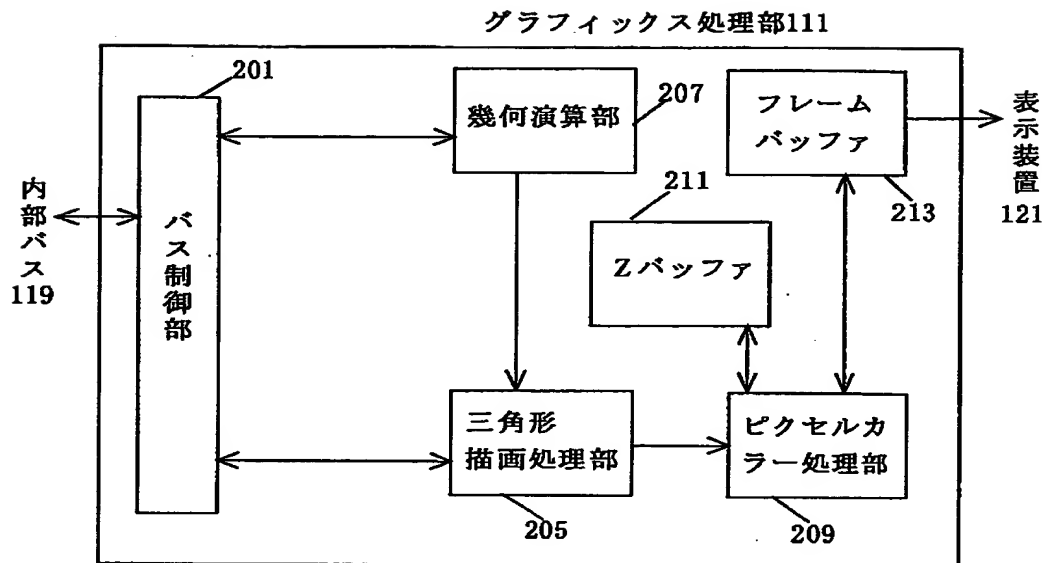 グラフィックス処理部111
201
207
幾何演算部
フレーム
バッファ
表示装置
121
213
211
内部バス
119
バス制御部
Zバッファ
三角形
描画処理部
ピクセルカ
ラー処理部
205
209